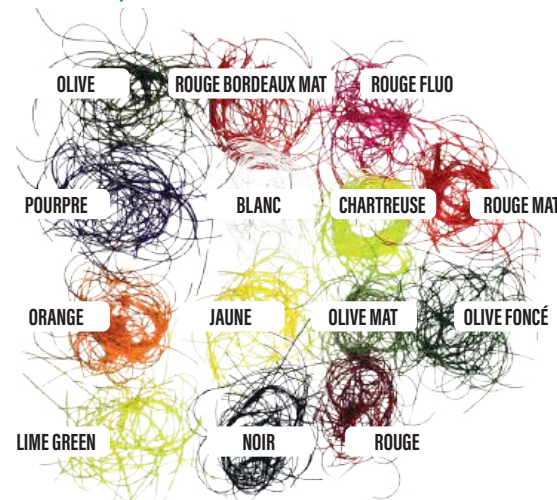 OLIVE
ROUGE BORDEAUX MAT
ROUGE FLUO
POURPRE
BLANC
CHARTREUSE
ROUGE MAT
ORANGE
JAUNE
OLIVE MAT
OLIVE FONCÉ
LIME GREEN
NOIR
ROUGE